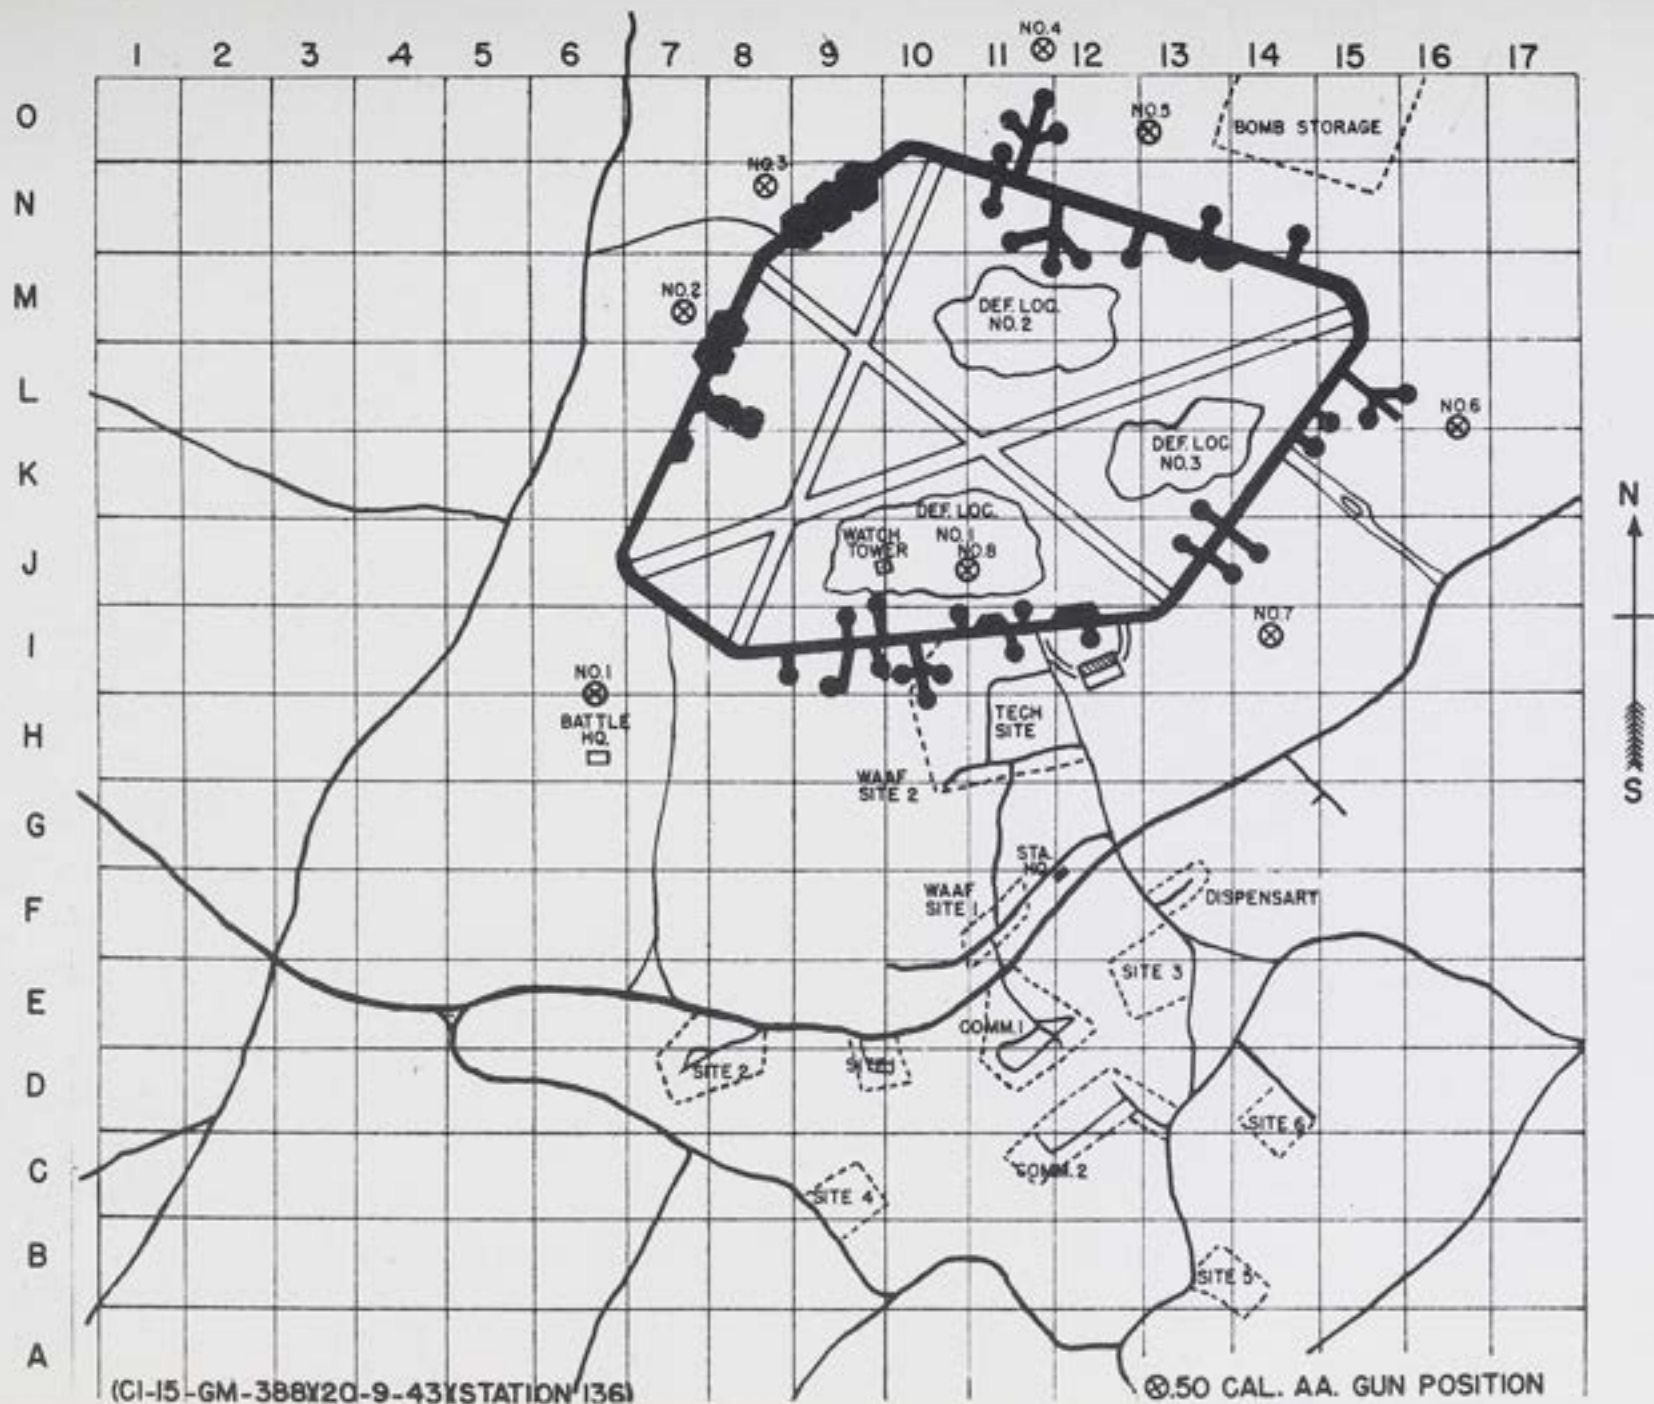 1 2 3 4 5 6 7 8 9 10 11 12 13 14 15 16 17
NO.4
O
NO.5
BOMB STORAGE
NO.3
N
M
NO.2
DEF. LOC.
NO.2
L
NO.6
DEF. LOC
NO.3
K
N
DEF. LOC.
NO.1
WATCH
TOWER
NO.8
J
NO.7
I
NO.1
BATTLE
HQ.
H
TECH
SITE
WAAF
SITE 2
S
G
STA.
HQ.
WAAF
SITE 1
F
DISPENSARY
SITE 3
E
COMM.1
SITE 2
SITE 1
D
SITE 6
COMM.2
C
SITE 4
B
SITE 5
A
(C1-15-GM-388)(20-9-43)(STATION 136)
.50 CAL. AA. GUN POSITION